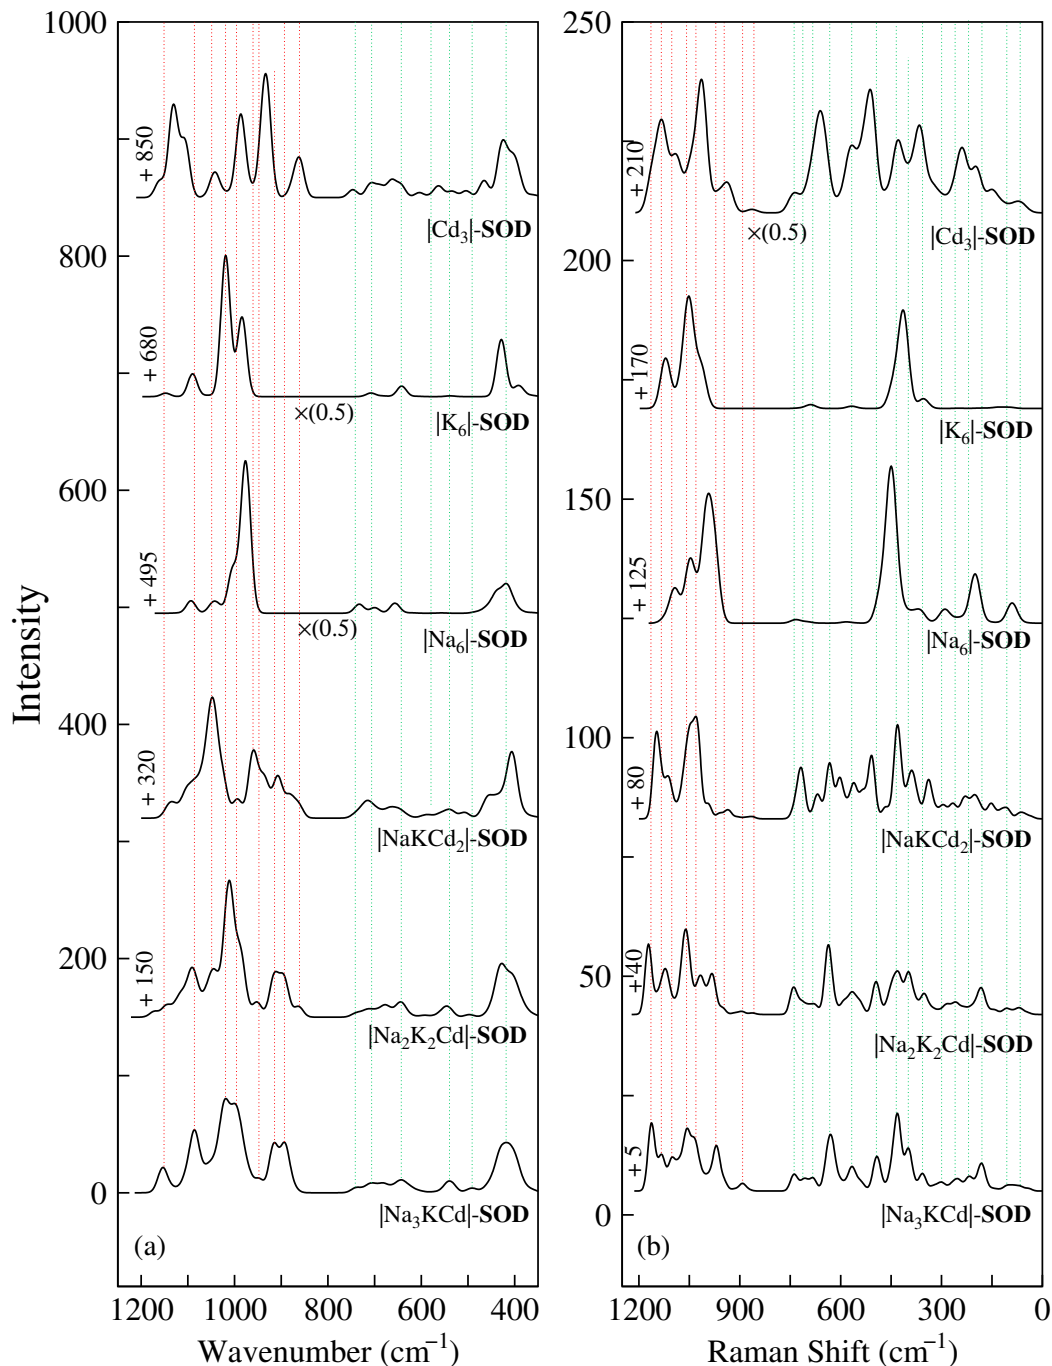 1000
800
600
400
200
0
Intensity
+ 850
|Cd₃|-SOD
+ 680
×(0.5)
|K₆|-SOD
+ 495
×(0.5)
|Na₆|-SOD
+ 320
|NaKCd₂|-SOD
+ 150
|Na₂K₂Cd|-SOD
|Na₃KCd|-SOD
(a)
1200 1000 800 600 400
Wavenumber (cm⁻¹)
250
200
150
100
50
0
+ 210
×(0.5)
|Cd₃|-SOD
+ 170
|K₆|-SOD
+ 125
|Na₆|-SOD
+ 80
|NaKCd₂|-SOD
+ 40
|Na₂K₂Cd|-SOD
+ 5
|Na₃KCd|-SOD
(b)
1200 900 600 300 0
Raman Shift (cm⁻¹)